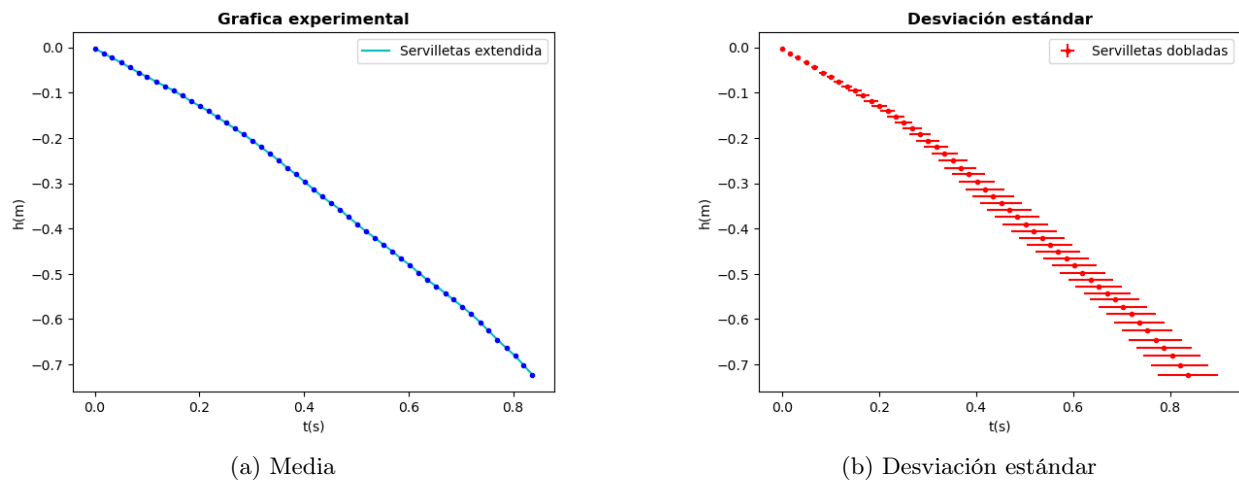 Grafica experimental
Servilletas extendida
0.0
−0.1
−0.2
−0.3
−0.4
−0.5
−0.6
−0.7
h(m)
0.0 0.2 0.4 0.6 0.8
t(s)
(a) Media
Desviación estándar
Servilletas dobladas
0.0
−0.1
−0.2
−0.3
−0.4
−0.5
−0.6
−0.7
h(m)
0.0 0.2 0.4 0.6 0.8
t(s)
(b) Desviación estándar